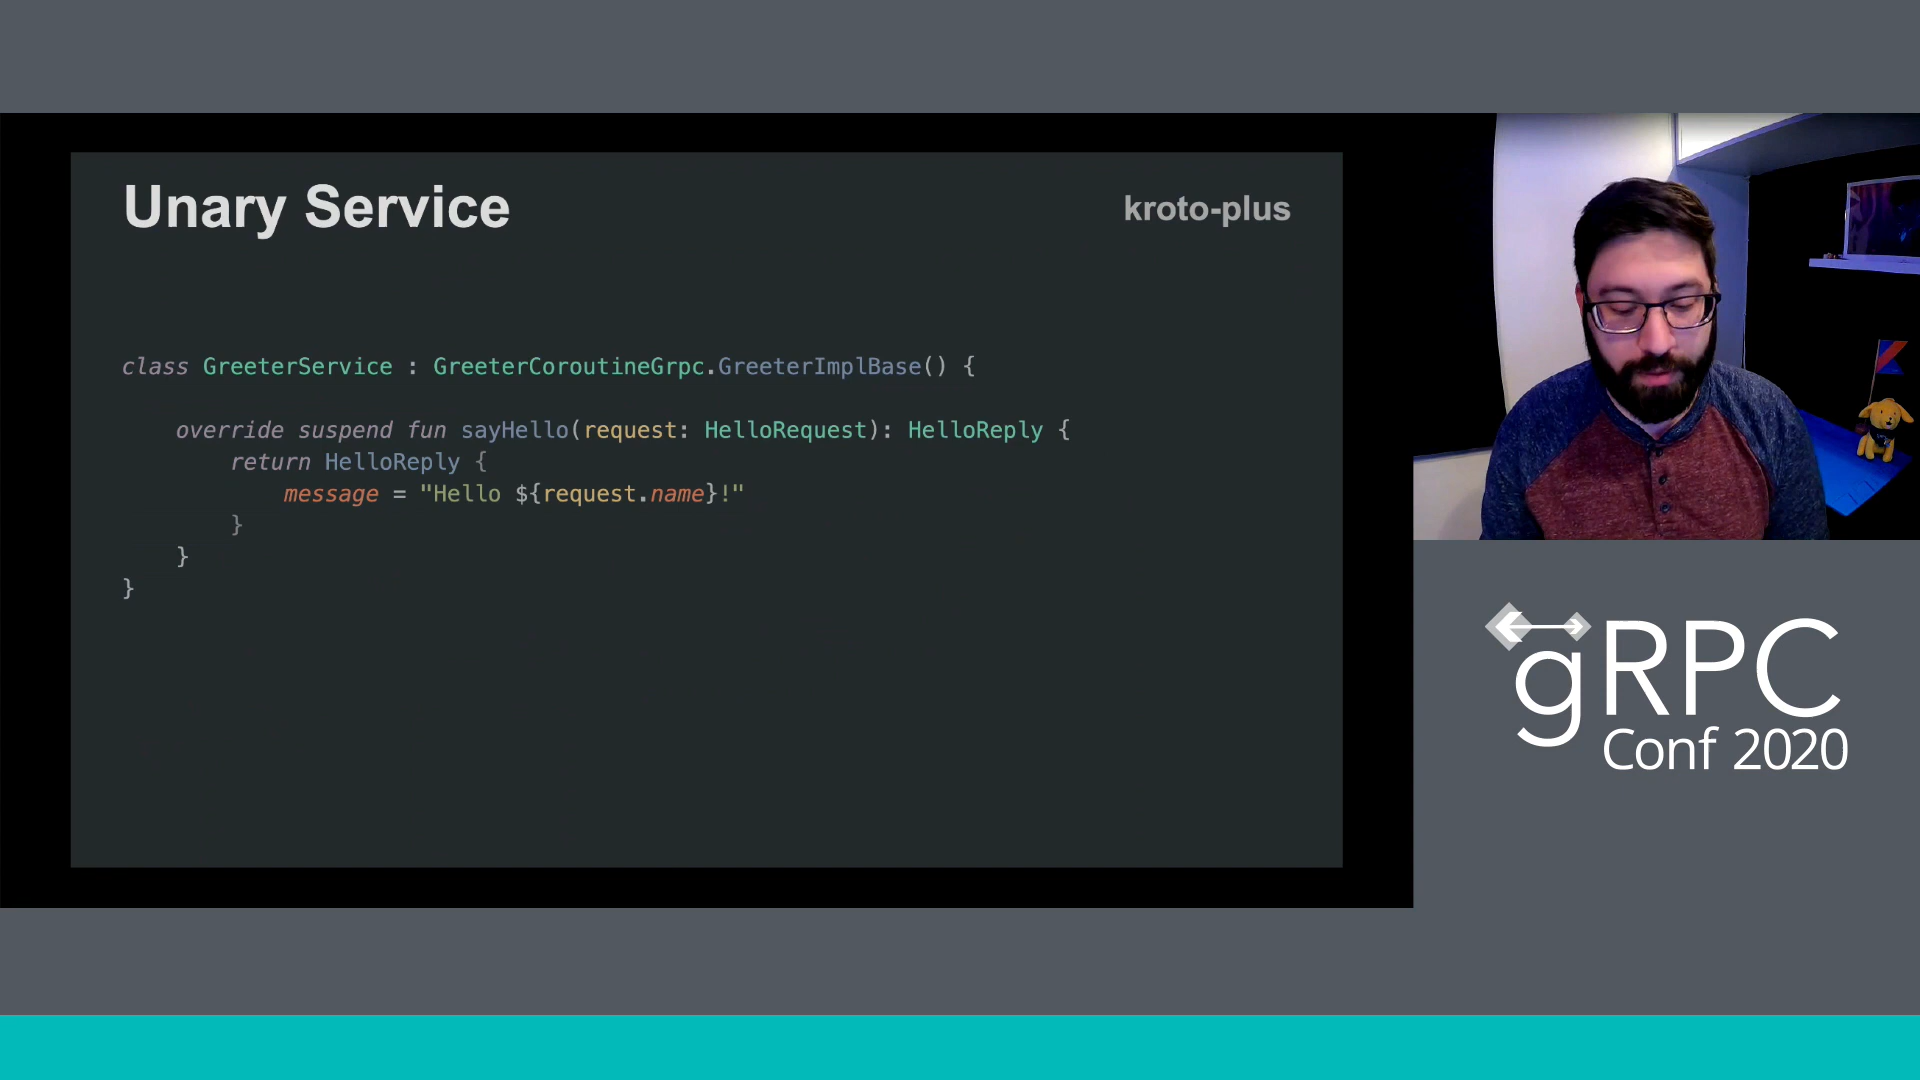 Unary Service
kroto-plus
class GreeterService : GreeterCoroutineGrpc.GreeterImplBase() {
override suspend fun sayHello(request: HelloRequest): HelloReply {
return HelloReply {
message = "Hello ${request.name}!"
}
}
}
gRPC
Conf 2020